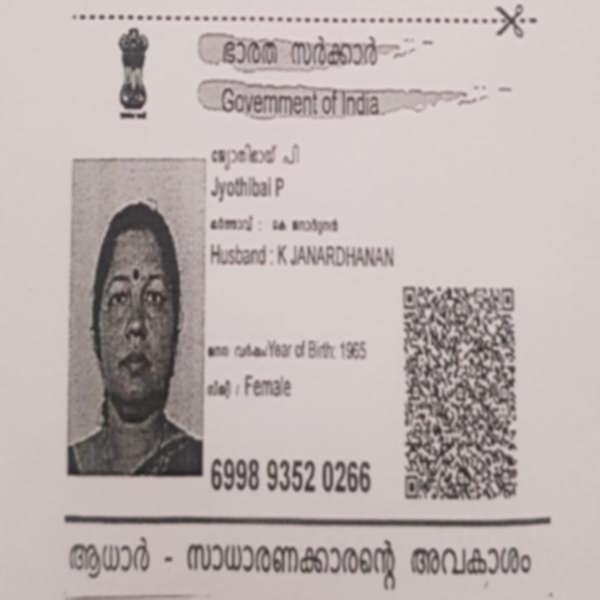 ഭാരത സർക്കാർ
Government of India
ജ്യോതിഭായ് പി
Jyothibai P
ഭർത്താവ് : കെ ജനാർദ്ദനൻ
Husband : K JANARDHANAN
ജനന വർഷം/Year of Birth: 1965
സ്ത്രീ / Female
6998 9352 0266
ആധാർ - സാധാരണക്കാരന്റെ അവകാശം